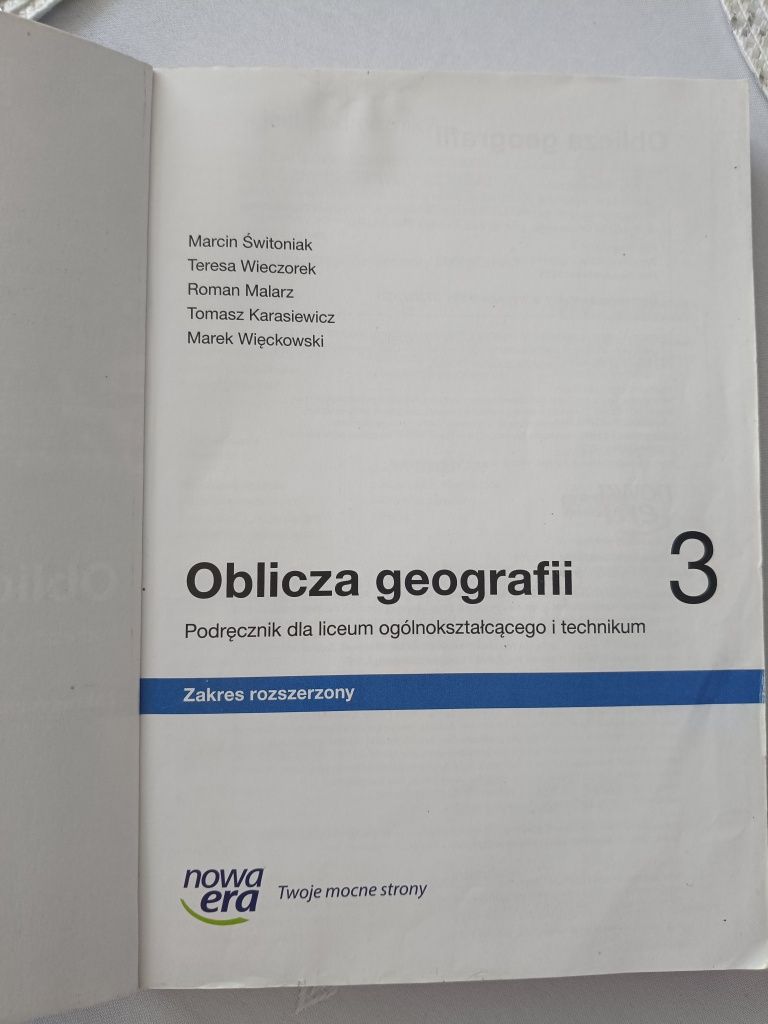 Marcin Świtoniak
Teresa Wieczorek
Roman Malarz
Tomasz Karasiewicz
Marek Więckowski
Oblicza geografii 3
Podręcznik dla liceum ogólnokształcącego i technikum
Zakres rozszerzony
nowa
era
Twoje mocne strony